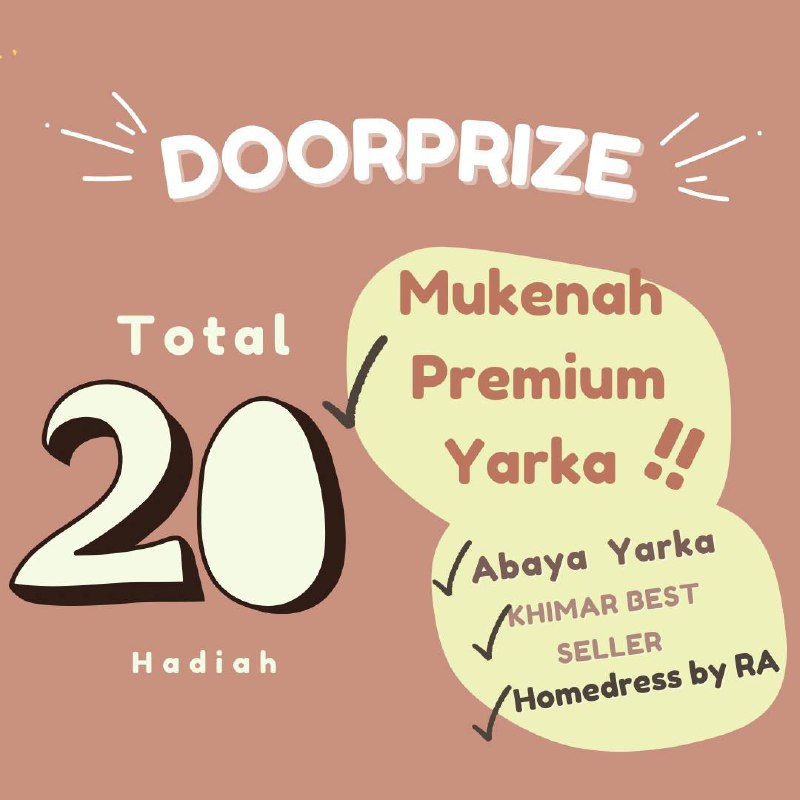 DOORPRIZE
Total
20
Hadiah
Mukenah
Premium
Yarka !!
Abaya Yarka
KHIMAR BEST
SELLER
Homedress by RA